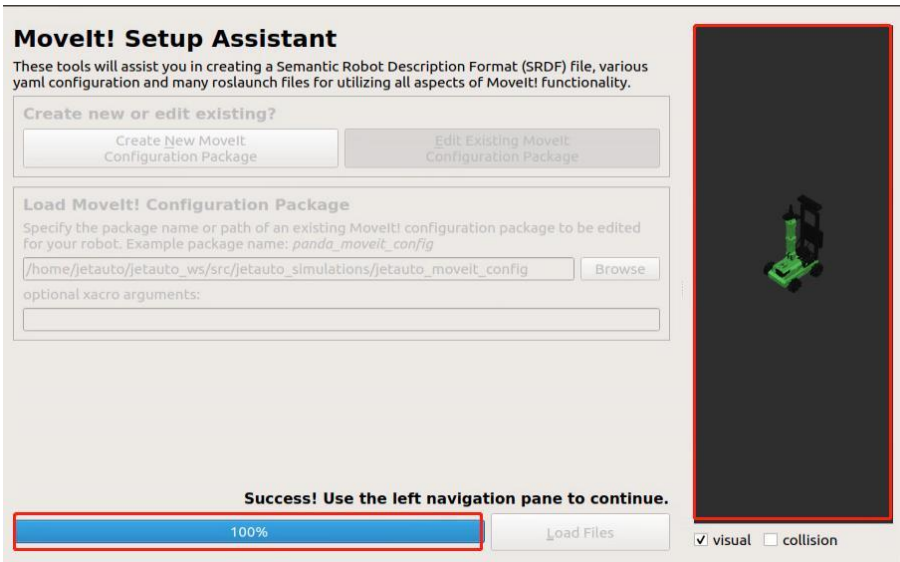 MoveIt! Setup Assistant
These tools will assist you in creating a Semantic Robot Description Format (SRDF) file, various
yaml configuration and many roslaunch files for utilizing all aspects of MoveIt! functionality.
Create new or edit existing?
Create New MoveIt
Configuration Package
Edit Existing MoveIt
Configuration Package
Load MoveIt! Configuration Package
Specify the package name or path of an existing MoveIt! configuration package to be edited
for your robot. Example package name: panda_moveit_config
/home/jetauto/jetauto_ws/src/jetauto_simulations/jetauto_moveit_config
Browse
optional xacro arguments:
Success! Use the left navigation pane to continue.
100%
Load Files
visual
collision